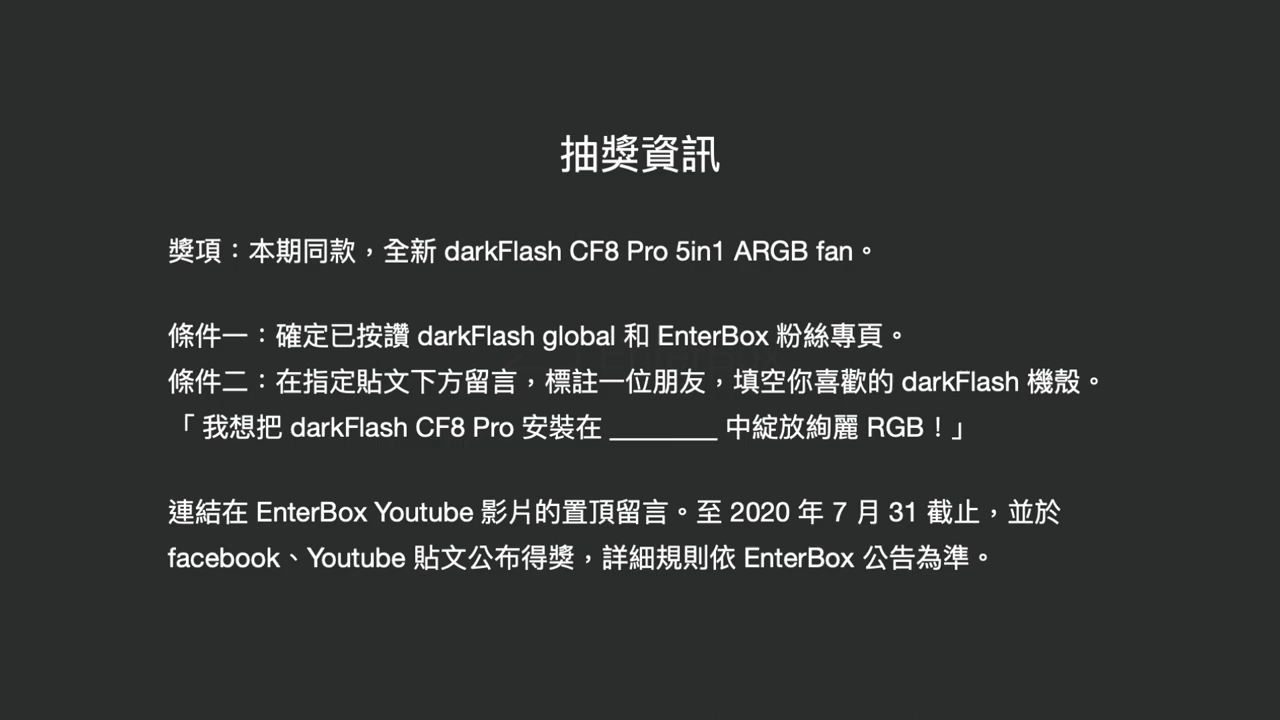 抽獎資訊
獎項：本期同款，全新 darkFlash CF8 Pro 5in1 ARGB fan。
條件一：確定已按讚 darkFlash global 和 EnterBox 粉絲專頁。
條件二：在指定貼文下方留言，標註一位朋友，填空你喜歡的 darkFlash 機殼。
「 我想把 darkFlash CF8 Pro 安裝在 ________ 中綻放絢麗 RGB！」
連結在 EnterBox Youtube 影片的置頂留言。至 2020 年 7 月 31 截止，並於
facebook、Youtube 貼文公布得獎，詳細規則依 EnterBox 公告為準。